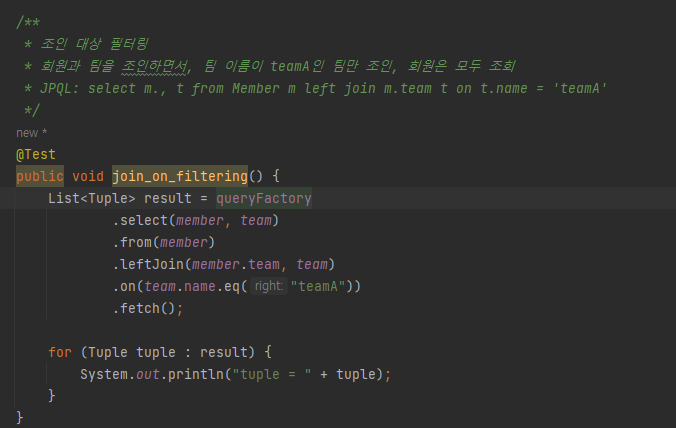 /**
 * 조인 대상 필터링
 * 회원과 팀을 조인하면서, 팀 이름이 teamA인 팀만 조인, 회원은 모두 조회
 * JPQL: select m., t from Member m left join m.team t on t.name = 'teamA'
 */
new *
@Test
public void join_on_filtering() {
    List<Tuple> result = queryFactory
            .select(member, team)
            .from(member)
            .leftJoin(member.team, team)
            .on(team.name.eq( right: "teamA"))
            .fetch();

    for (Tuple tuple : result) {
        System.out.println("tuple = " + tuple);
    }
}